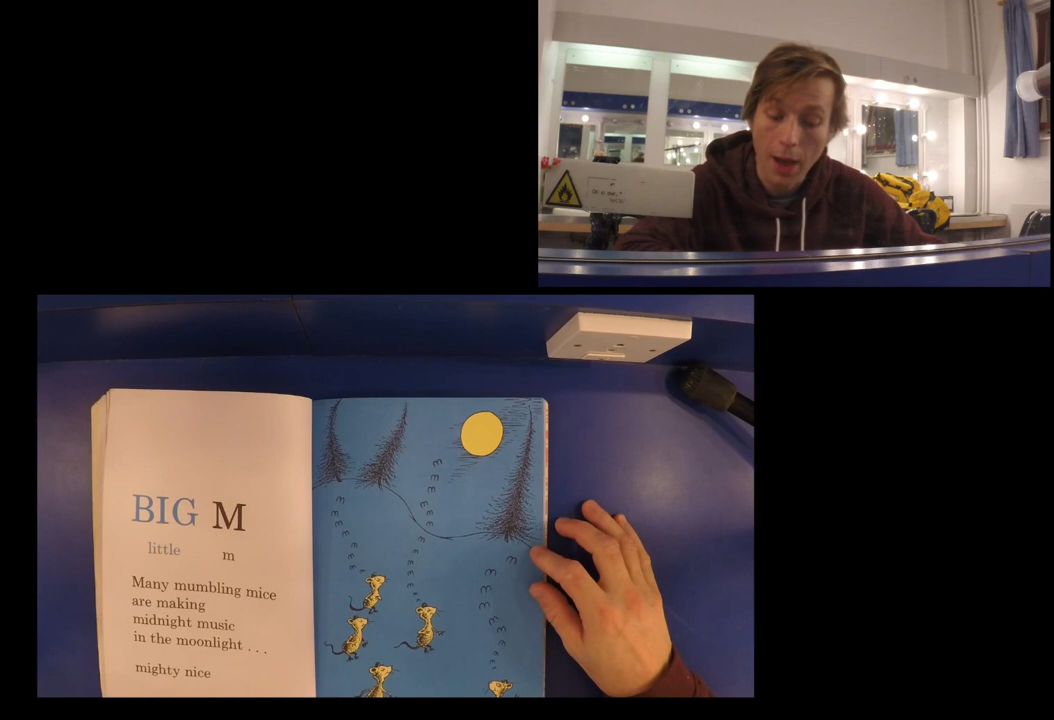 BIG M
little m
Many mumbling mice
are making
midnight music
in the moonlight . . .
mighty nice